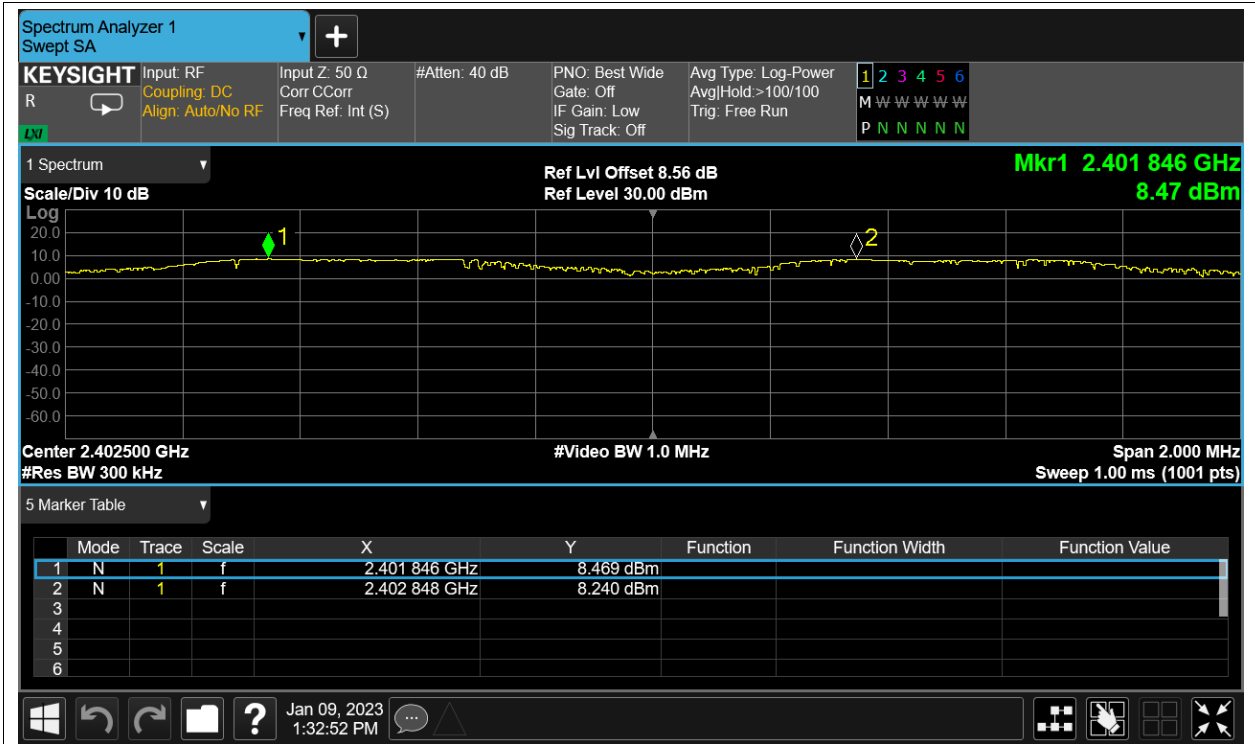 Spectrum Analyzer 1
Swept SA
KEYSIGHT
R
LXI
Input: RF
Coupling: DC
Align: Auto/No RF
Input Z: 50 Ω
Corr CCorr
Freq Ref: Int (S)
#Atten: 40 dB
PNO: Best Wide
Gate: Off
IF Gain: Low
Sig Track: Off
Avg Type: Log-Power
Avg|Hold:>100/100
Trig: Free Run
1 2 3 4 5 6
M W W W W W
P N N N N N
1 Spectrum
Scale/Div 10 dB
Ref Lvl Offset 8.56 dB
Ref Level 30.00 dBm
Mkr1 2.401 846 GHz
8.47 dBm
Log
20.0
10.0
0.00
-10.0
-20.0
-30.0
-40.0
-50.0
-60.0
1
2
Center 2.402500 GHz
#Res BW 300 kHz
#Video BW 1.0 MHz
Span 2.000 MHz
Sweep 1.00 ms (1001 pts)
5 Marker Table
Mode Trace Scale X Y Function Function Width Function Value
1 N 1 f 2.401 846 GHz 8.469 dBm
2 N 1 f 2.402 848 GHz 8.240 dBm
3
4
5
6
?
Jan 09, 2023
1:32:52 PM